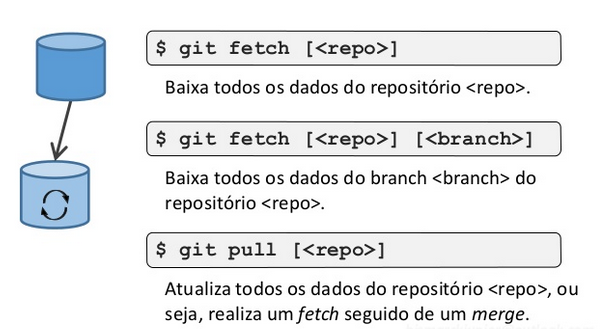 $ git fetch [<repo>]
Baixa todos os dados do repositório <repo>.
$ git fetch [<repo>] [<branch>]
Baixa todos os dados do branch <branch> do
repositório <repo>.
$ git pull [<repo>]
Atualiza todos os dados do repositório <repo>, ou
seja, realiza um fetch seguido de um merge.